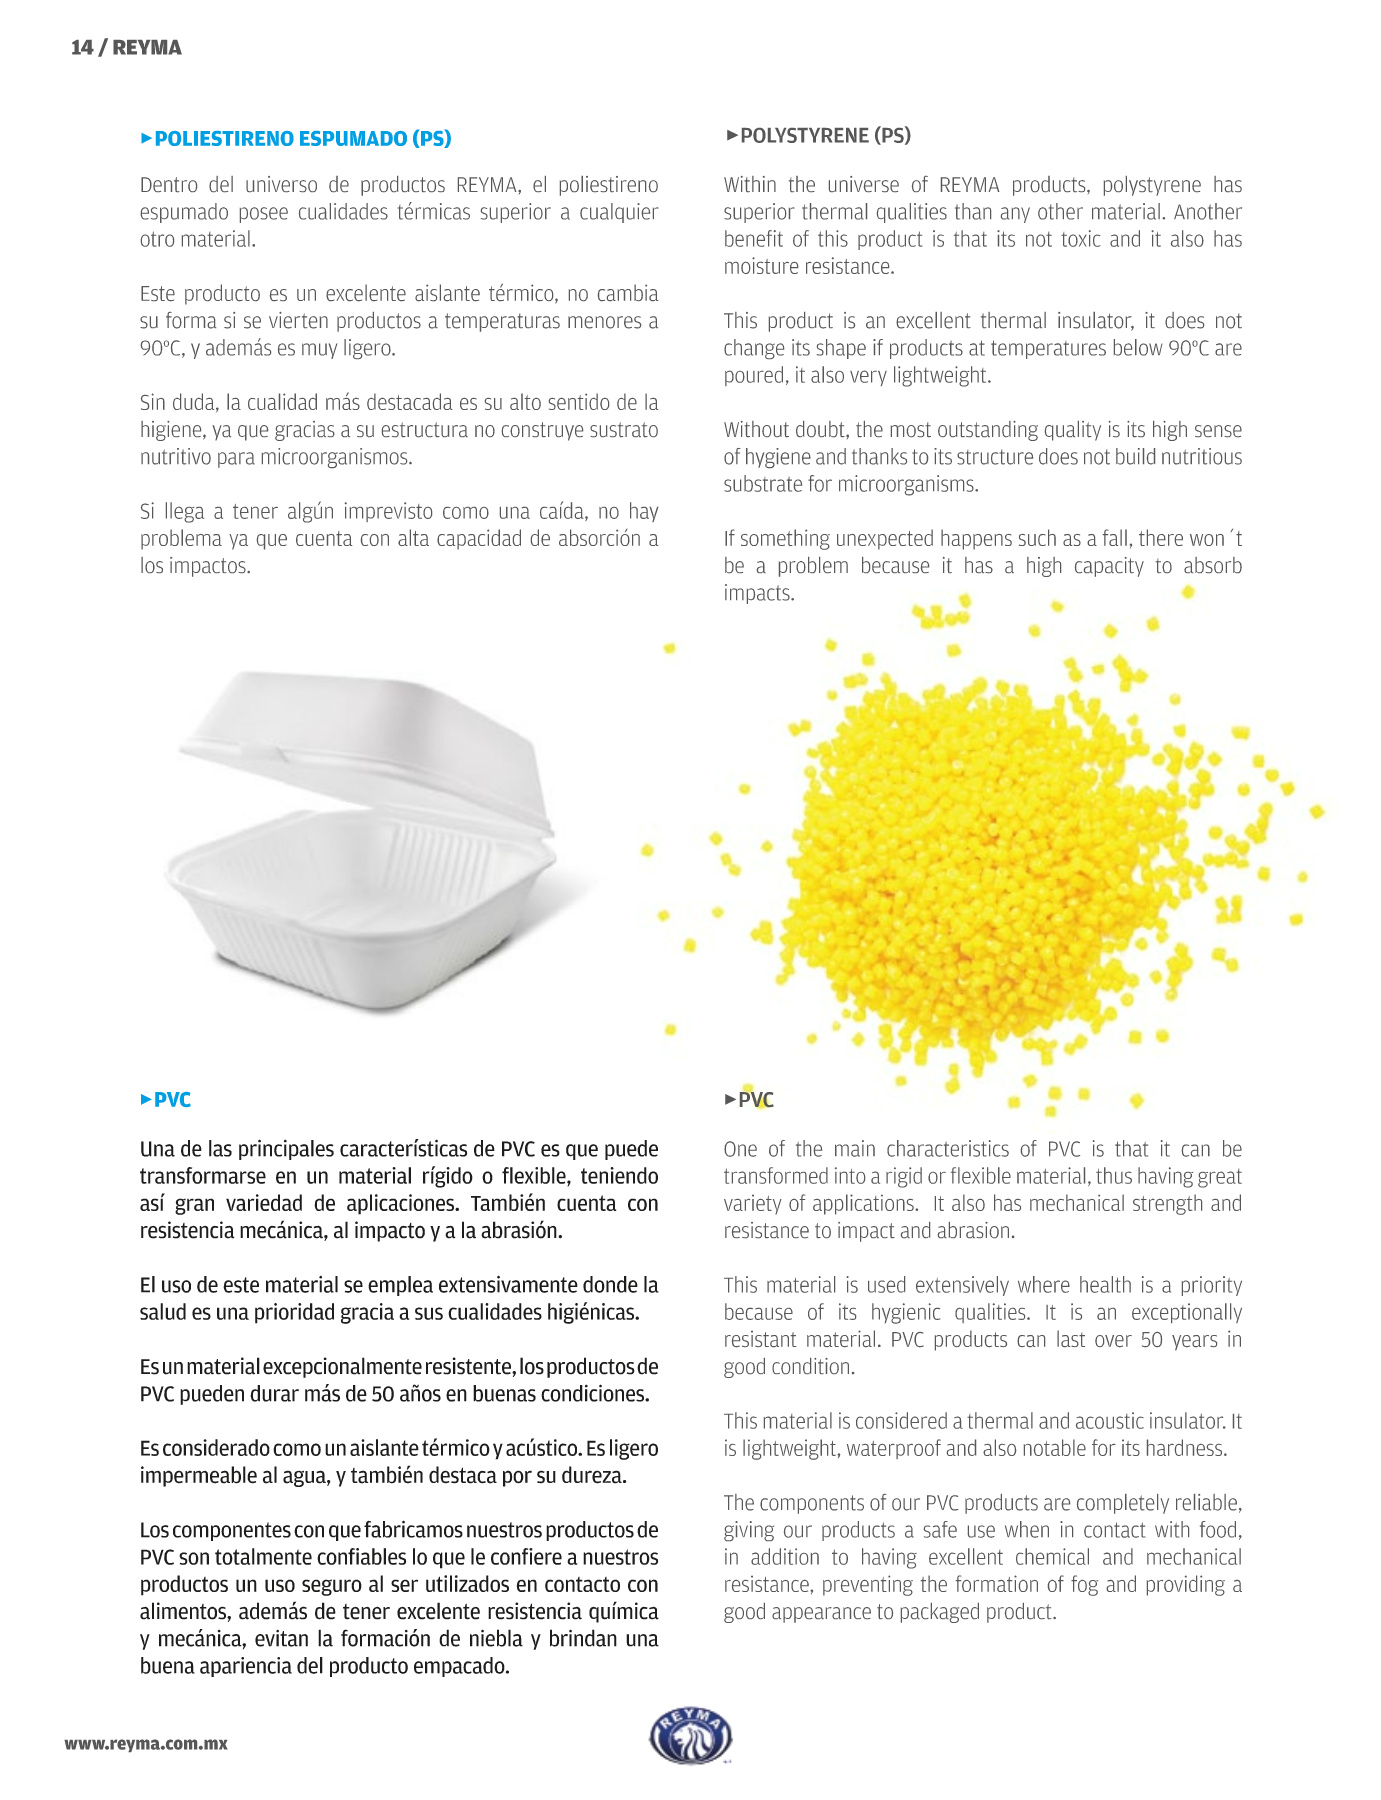 14 / REYMA
▶POLIESTIRENO ESPUMADO (PS)
Dentro del universo de productos REYMA, el poliestireno
espumado posee cualidades térmicas superior a cualquier
otro material.
Este producto es un excelente aislante térmico, no cambia
su forma si se vierten productos a temperaturas menores a
90ºC, y además es muy ligero.
Sin duda, la cualidad más destacada es su alto sentido de la
higiene, ya que gracias a su estructura no construye sustrato
nutritivo para microorganismos.
Si llega a tener algún imprevisto como una caída, no hay
problema ya que cuenta con alta capacidad de absorción a
los impactos.
▶POLYSTYRENE (PS)
Within the universe of REYMA products, polystyrene has
superior thermal qualities than any other material. Another
benefit of this product is that its not toxic and it also has
moisture resistance.
This product is an excellent thermal insulator, it does not
change its shape if products at temperatures below 90ºC are
poured, it also very lightweight.
Without doubt, the most outstanding quality is its high sense
of hygiene and thanks to its structure does not build nutritious
substrate for microorganisms.
If something unexpected happens such as a fall, there won´t
be a problem because it has a high capacity to absorb
impacts.
▶PVC
Una de las principales características de PVC es que puede
transformarse en un material rígido o flexible, teniendo
así gran variedad de aplicaciones. También cuenta con
resistencia mecánica, al impacto y a la abrasión.
El uso de este material se emplea extensivamente donde la
salud es una prioridad gracia a sus cualidades higiénicas.
Es un material excepcionalmente resistente, los productos de
PVC pueden durar más de 50 años en buenas condiciones.
Es considerado como un aislante térmico y acústico. Es ligero
impermeable al agua, y también destaca por su dureza.
Los componentes con que fabricamos nuestros productos de
PVC son totalmente confiables lo que le confiere a nuestros
productos un uso seguro al ser utilizados en contacto con
alimentos, además de tener excelente resistencia química
y mecánica, evitan la formación de niebla y brindan una
buena apariencia del producto empacado.
▶PVC
One of the main characteristics of PVC is that it can be
transformed into a rigid or flexible material, thus having great
variety of applications. It also has mechanical strength and
resistance to impact and abrasion.
This material is used extensively where health is a priority
because of its hygienic qualities. It is an exceptionally
resistant material. PVC products can last over 50 years in
good condition.
This material is considered a thermal and acoustic insulator. It
is lightweight, waterproof and also notable for its hardness.
The components of our PVC products are completely reliable,
giving our products a safe use when in contact with food,
in addition to having excellent chemical and mechanical
resistance, preventing the formation of fog and providing a
good appearance to packaged product.
www.reyma.com.mx
REYMA